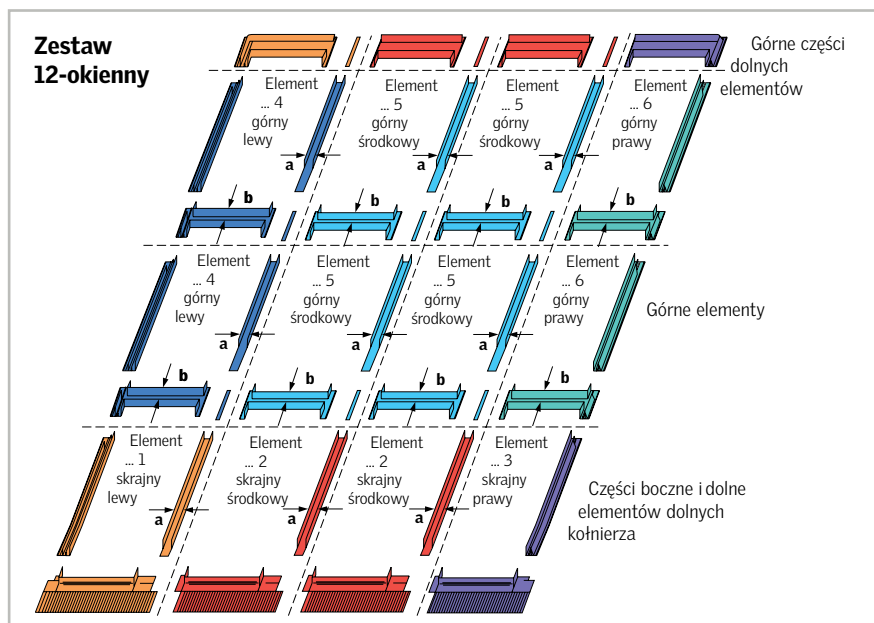 Zestaw
12-okienny
Górne części
dolnych
elementów
Element
... 4
górny
lewy
Element
... 5
górny
środkowy
Element
... 5
górny
środkowy
Element
... 6
górny
prawy
a
a
a
b
b
b
b
Element
... 4
górny
lewy
Element
... 5
górny
środkowy
Element
... 5
górny
środkowy
Element
... 6
górny
prawy
Górne elementy
a
a
a
b
b
b
b
Element
... 1
skrajny
lewy
Element
... 2
skrajny
środkowy
Element
... 2
skrajny
środkowy
Element
... 3
skrajny
prawy
Części boczne i dolne
elementów dolnych
kołnierza
a
a
a